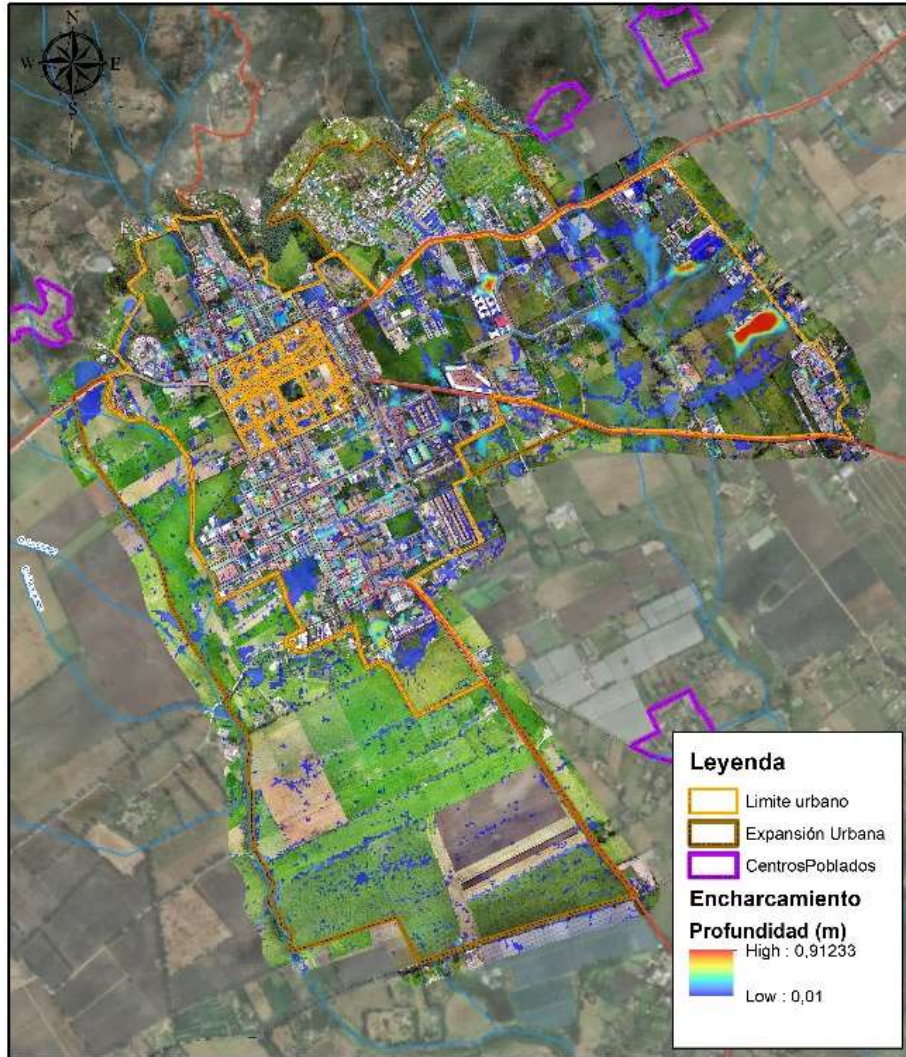 N
W E
S
Leyenda
Limite urbano
Expansión Urbana
CentrosPoblados
Encharcamiento
Profundidad (m)
High : 0,91233
Low : 0,01